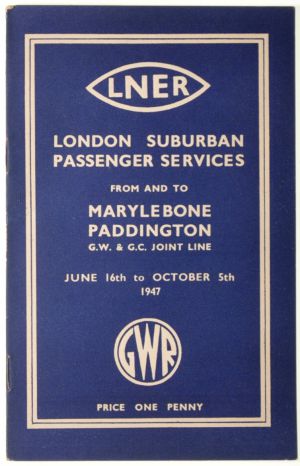 LNER
LONDON SUBURBAN
PASSENGER SERVICES
FROM AND TO
MARYLEBONE
PADDINGTON
G.W. & G.C. JOINT LINE
JUNE 16th to OCTOBER 5th
1947
GWR
PRICE ONE PENNY